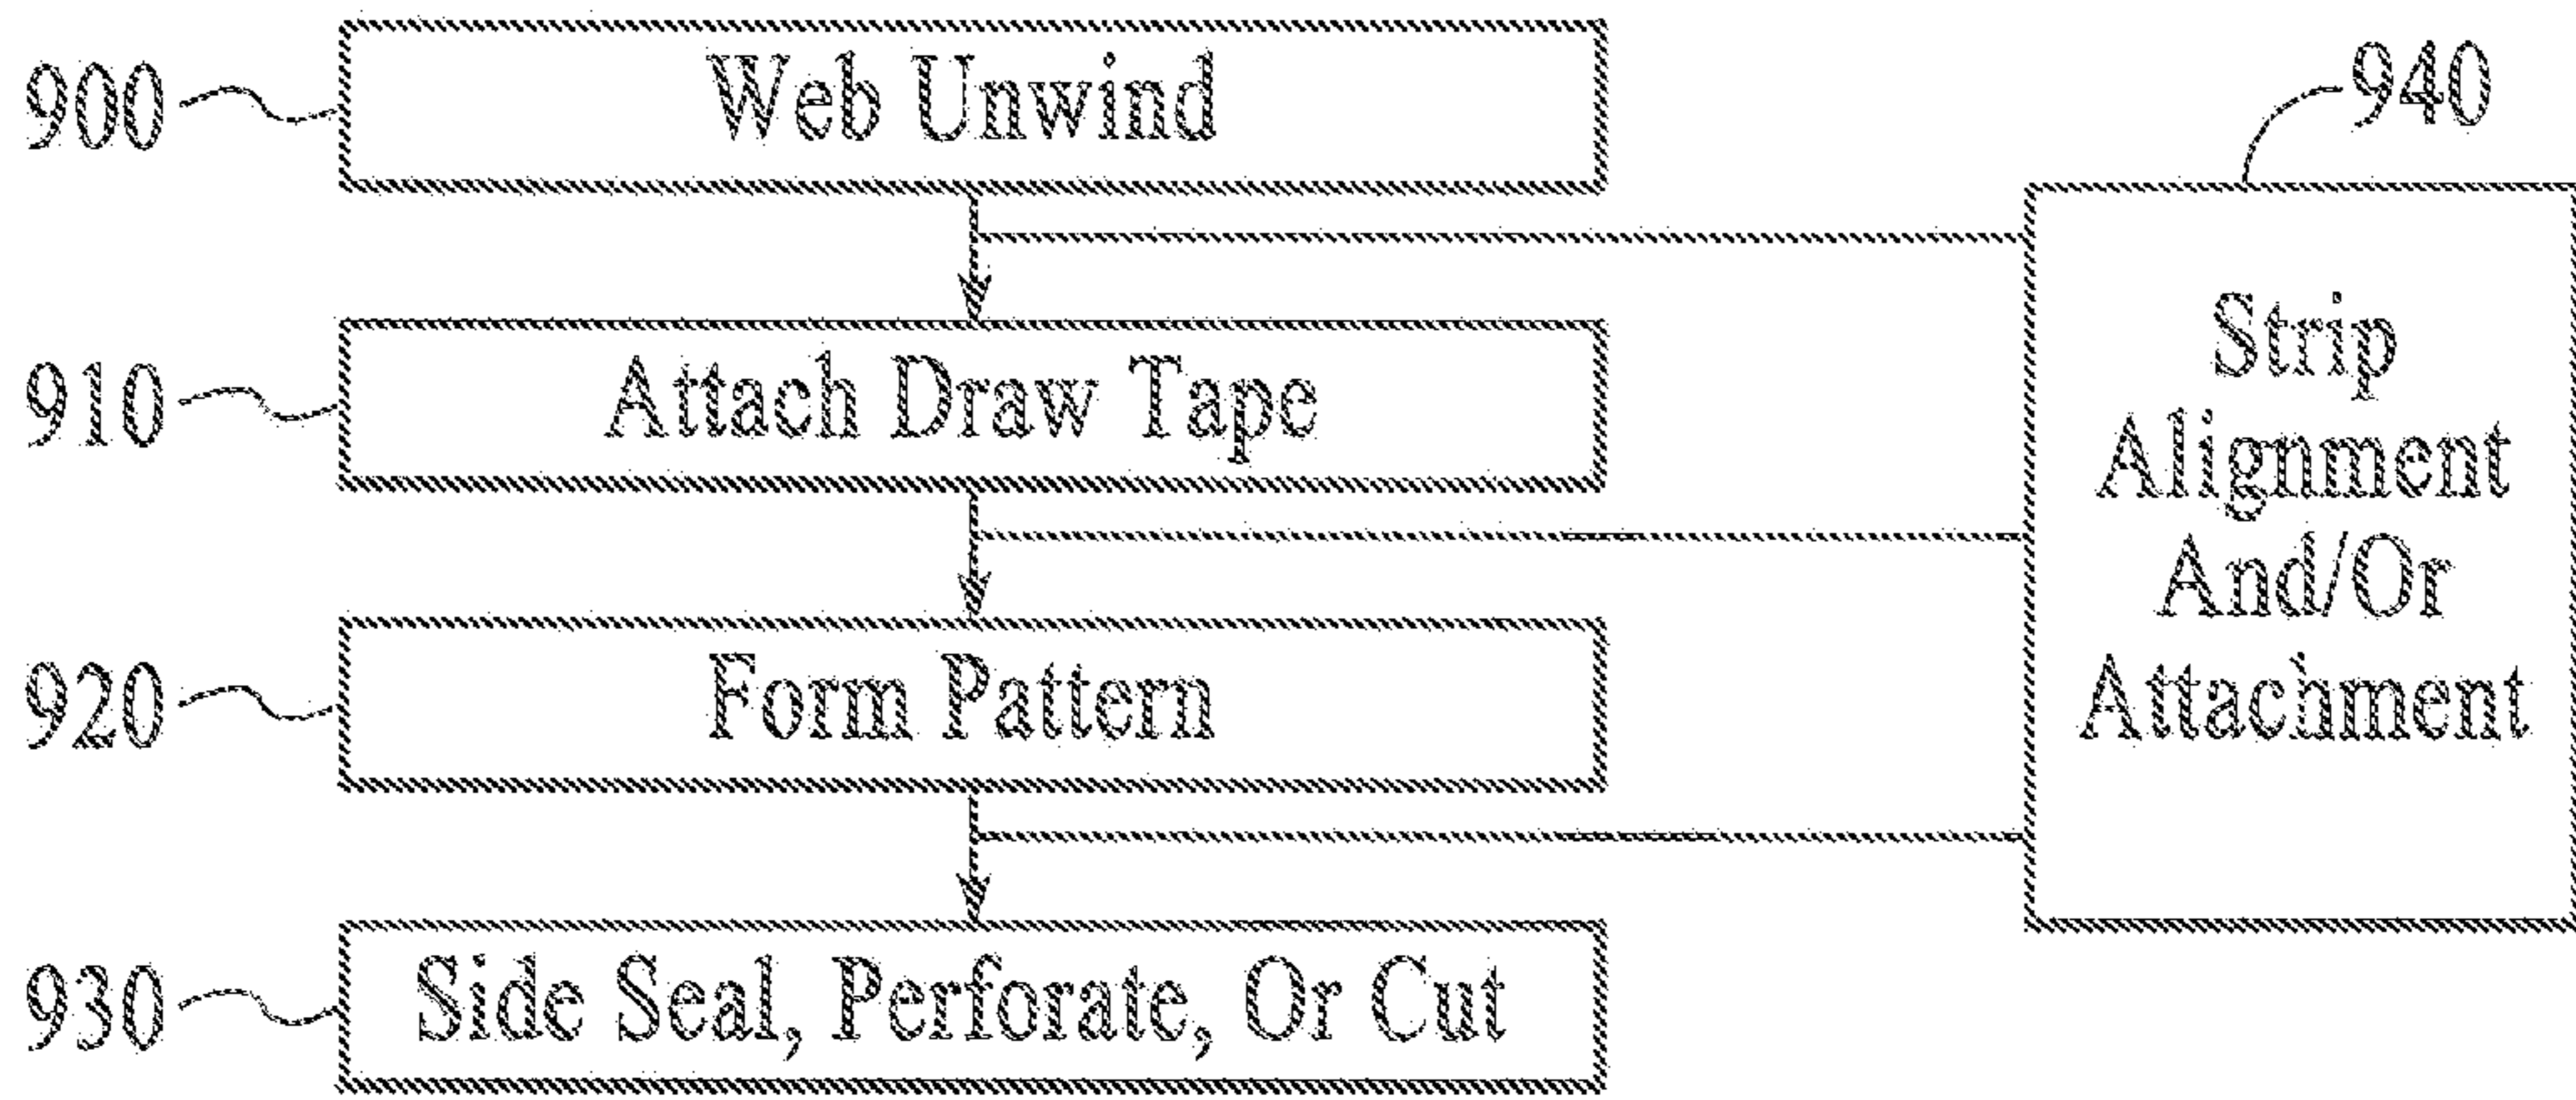 900
Web Unwind
940
910
Attach Draw Tape
Strip
Alignment
And/Or
Attachment
920
Form Pattern
930
Side Seal, Perforate, Or Cut